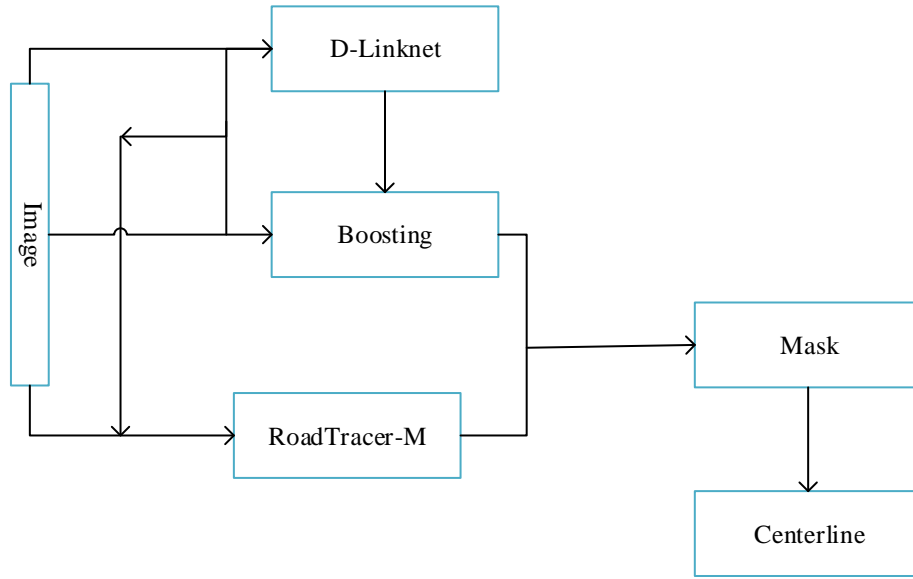 D-Linknet
Image
Boosting
Mask
RoadTracer-M
Centerline